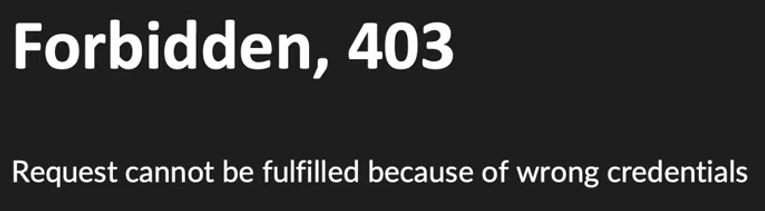 Forbidden, 403
Request cannot be fulfilled because of wrong credentials